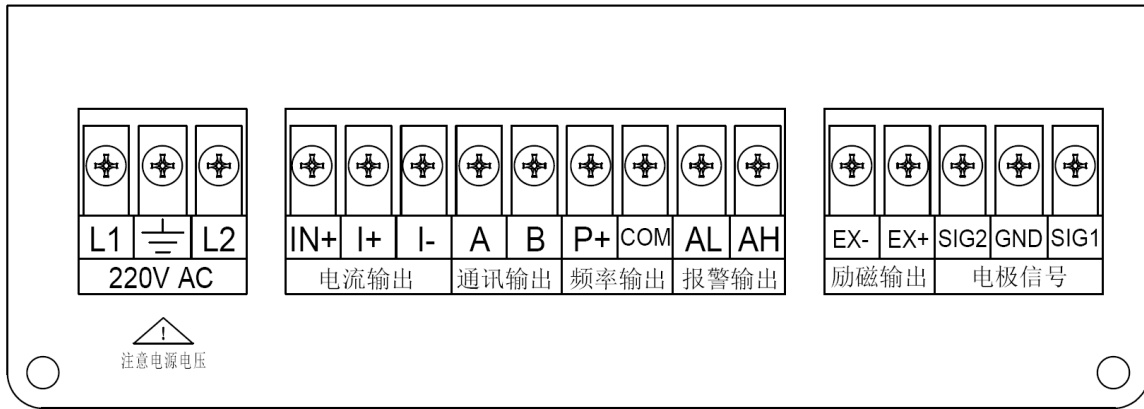 L1 L2 IN+ I+ I- A B P+ COM AL AH EX- EX+ SIG2 GND SIG1
220V AC 电流输出 通讯输出 频率输出 报警输出 励磁输出 电极信号
!
注意电源电压